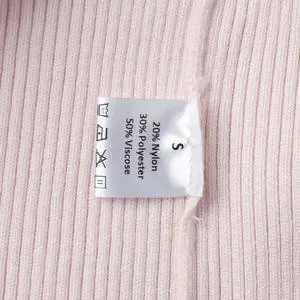 S
20% Nylon
30% Polyester
50% Viscose